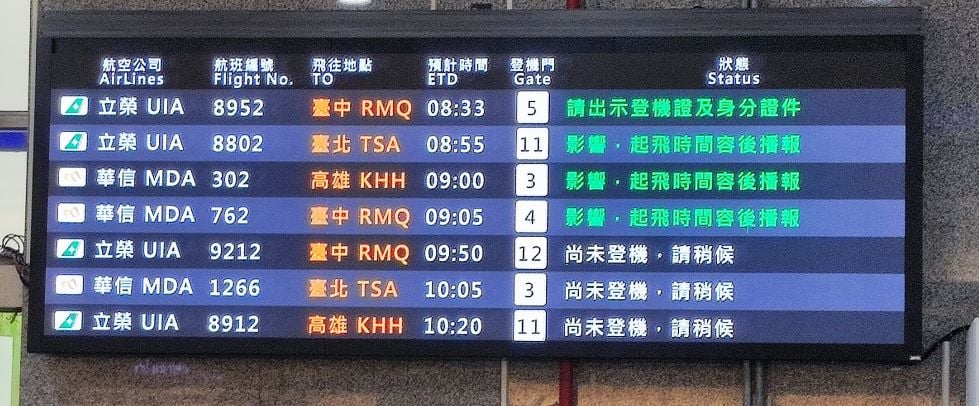 航空公司 航班編號 飛往地點 預計時間 登機門 狀態
AirLines Flight No. TO ETD Gate Status
立榮 UIA 8952 臺中 RMQ 08:33 5 請出示登機證及身分證件
立榮 UIA 8802 臺北 TSA 08:55 11 影響，起飛時間容後播報
華信 MDA 302 高雄 KHH 09:00 3 影響，起飛時間容後播報
華信 MDA 762 臺中 RMQ 09:05 4 影響，起飛時間容後播報
立榮 UIA 9212 臺中 RMQ 09:50 12 尚未登機，請稍候
華信 MDA 1266 臺北 TSA 10:05 3 尚未登機，請稍候
立榮 UIA 8912 高雄 KHH 10:20 11 尚未登機，請稍候